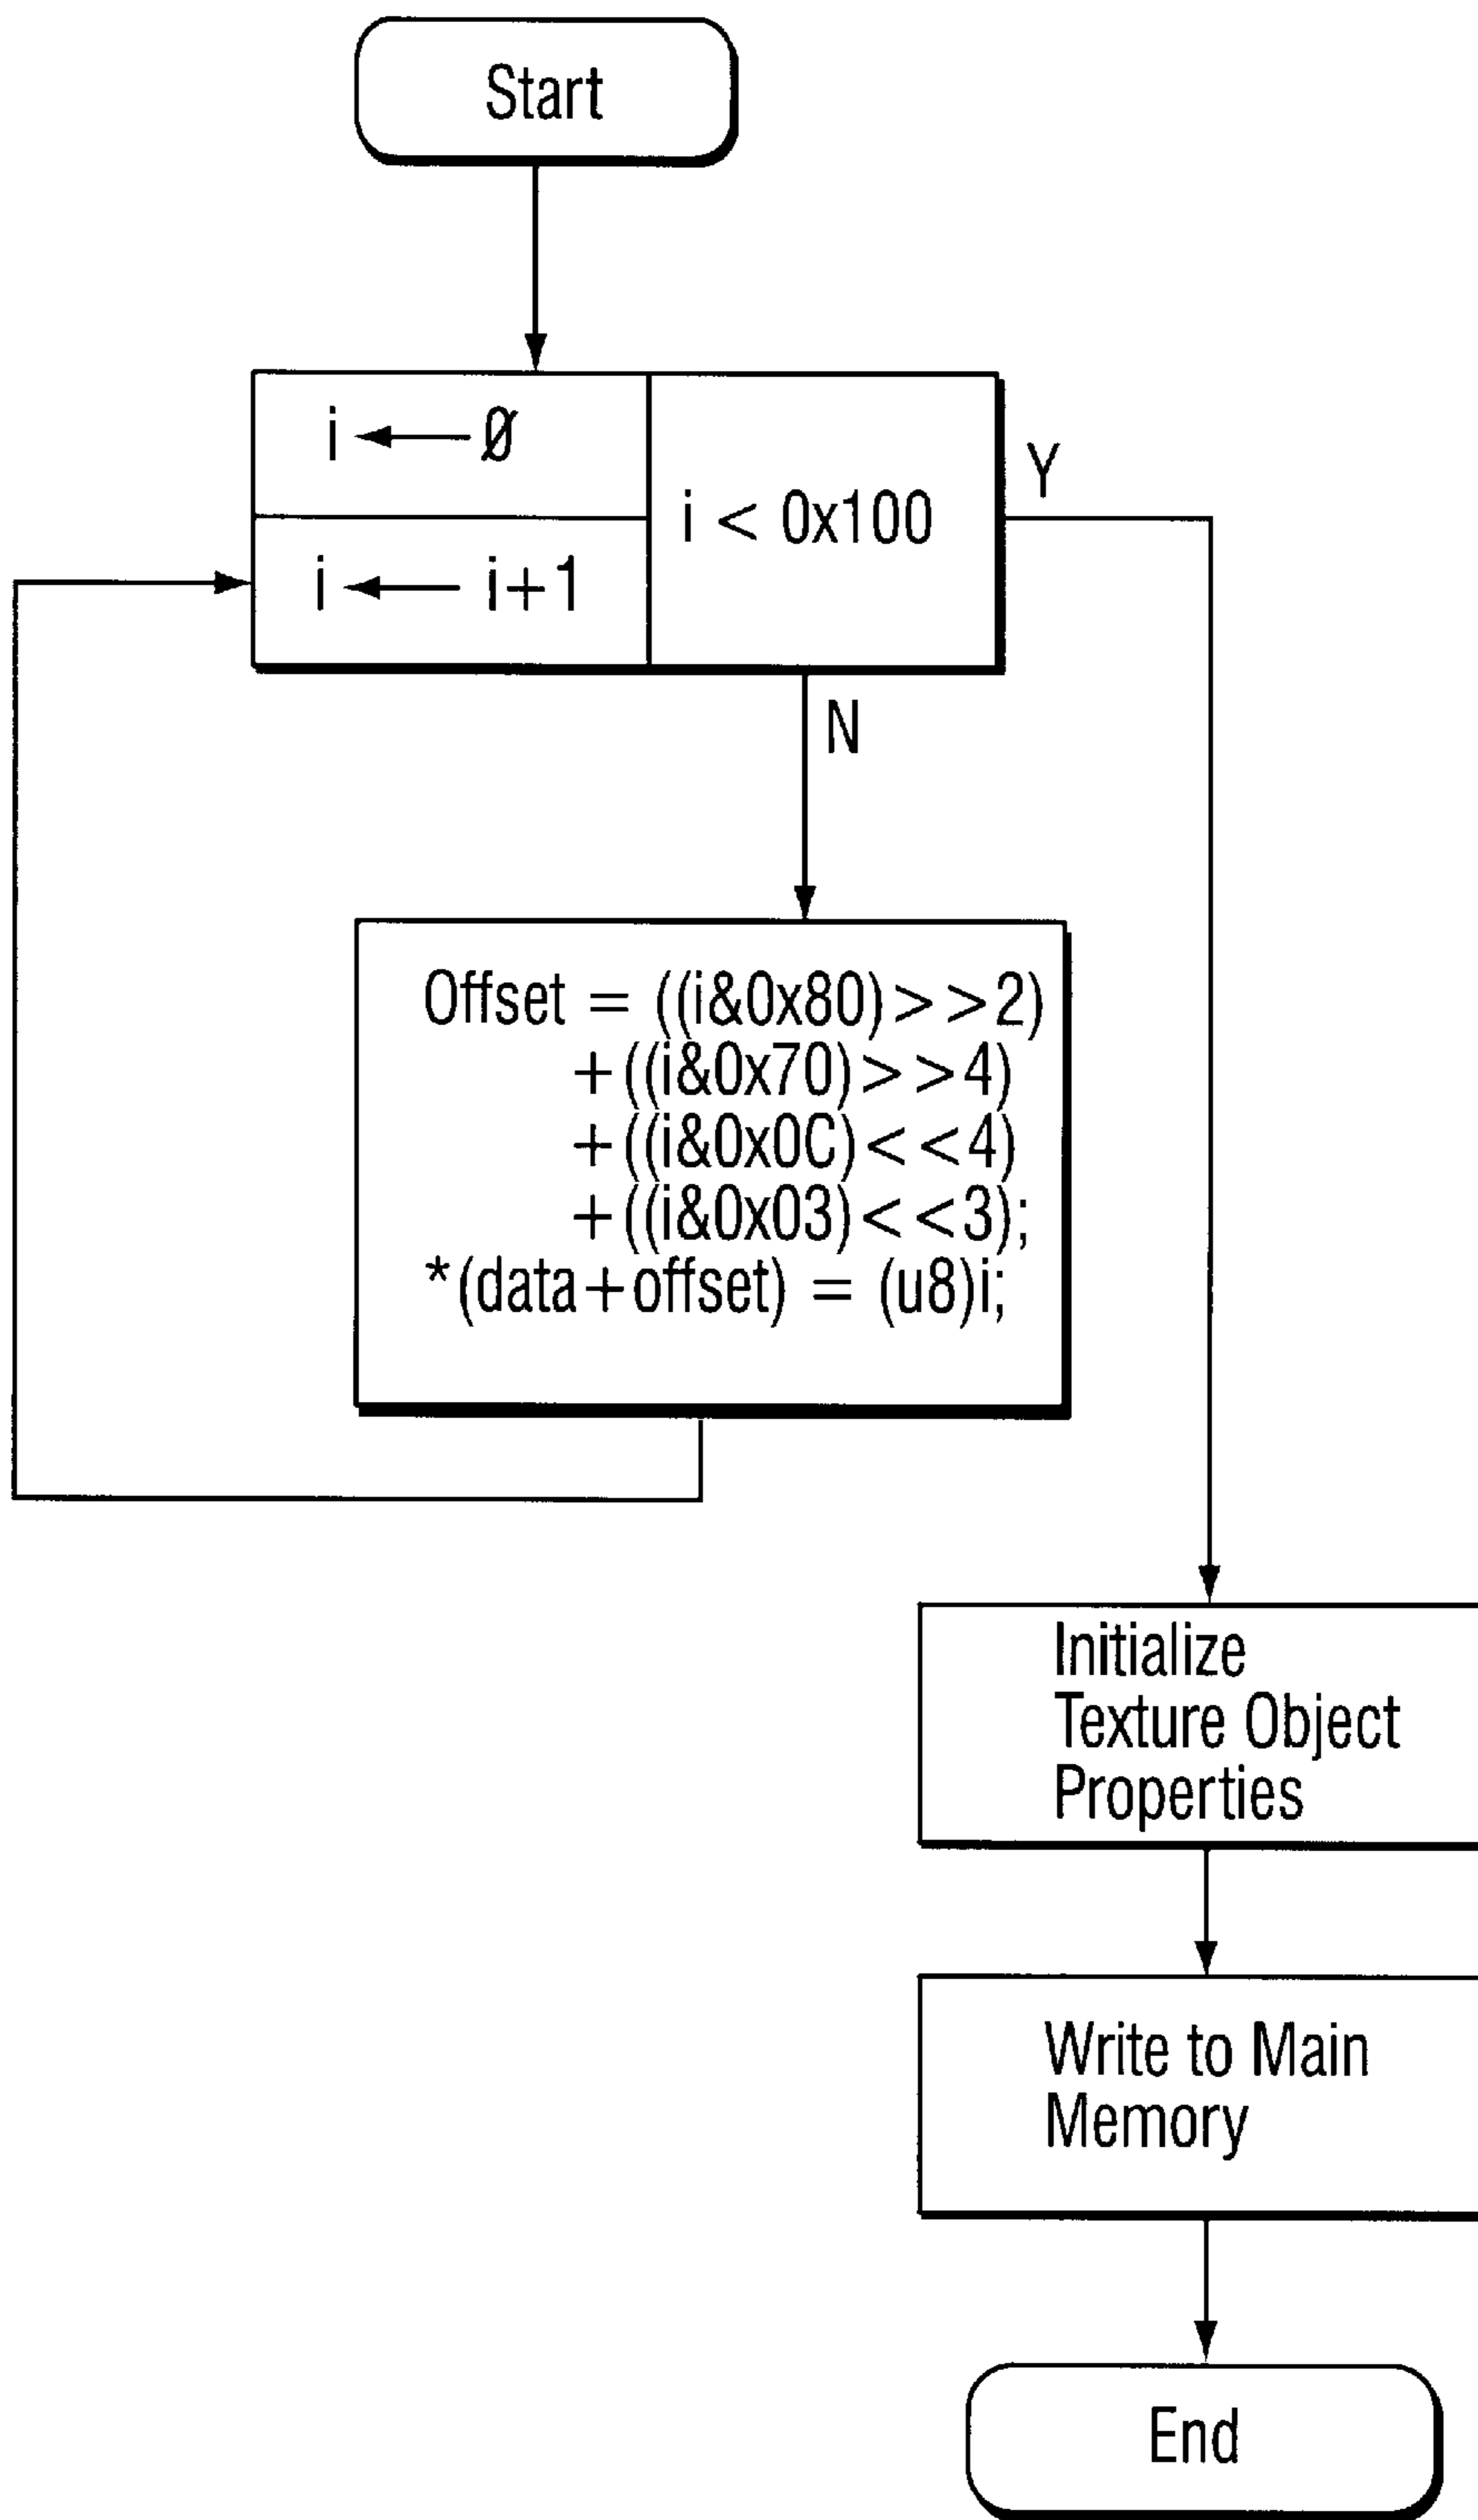 Start
i ← Ø
i ← i+1
i < 0x100
Y
N
Offset = ((i&0x80)>>2)
+((i&0x70)>>4)
+((i&0x0C)<<4)
+((i&0x03)<<3);
*(data+offset) = (u8)i;
Initialize
Texture Object
Properties
Write to Main
Memory
End